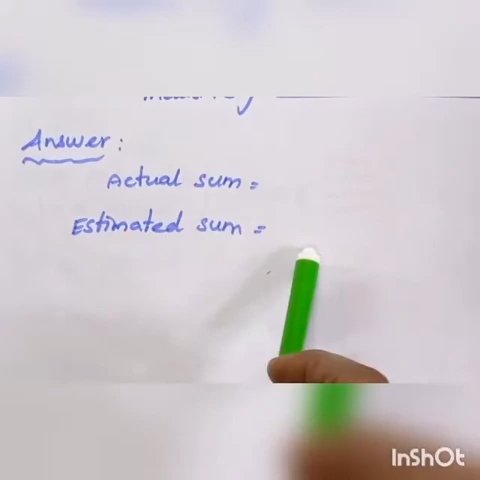 Answer :
Actual sum =
Estimated sum =
InShOt